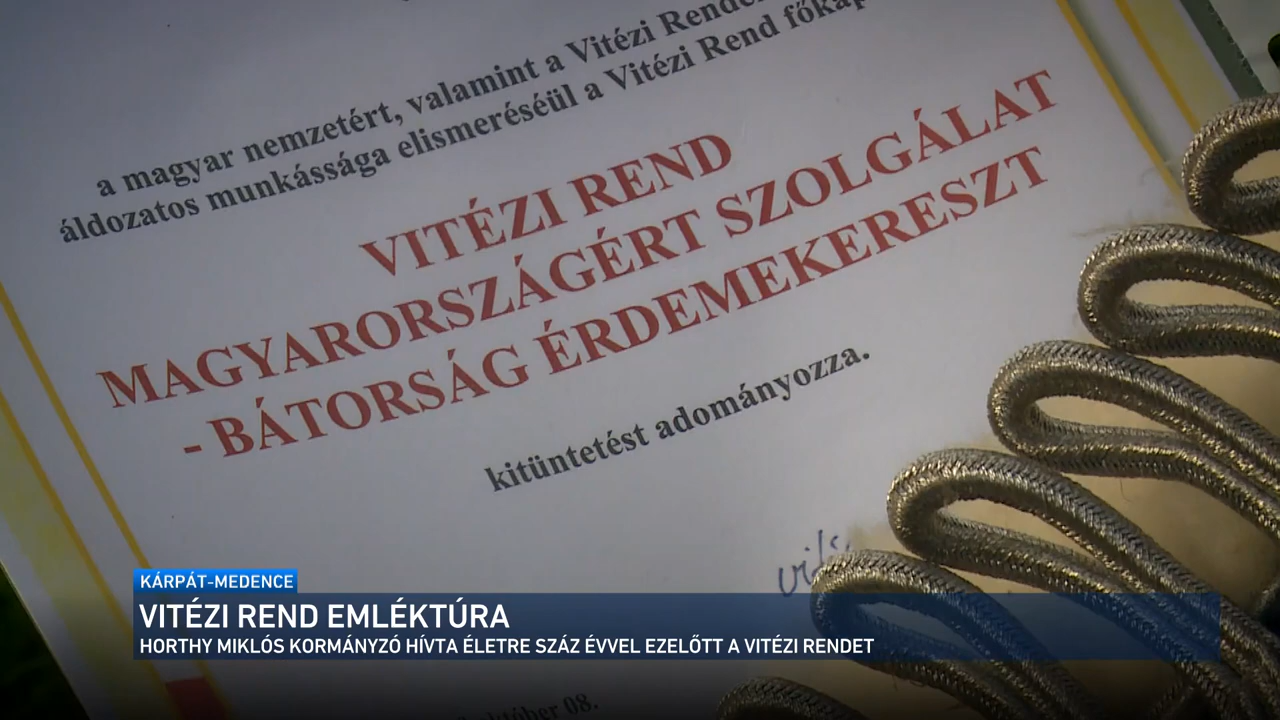 a magyar nemzetért, valamint a Vitézi
áldozatos munkássága elismeréséül a Vitézi Rend
VITÉZI REND
MAGYARORSZÁGÉRT SZOLGÁLAT
- BÁTORSÁG ÉRDEMEKERESZT
kitüntetést adományozza.
KÁRPÁT-MEDENCE
VITÉZI REND EMLÉKTÚRA
HORTHY MIKLÓS KORMÁNYZÓ HÍVTA ÉLETRE SZÁZ ÉVVEL EZELŐTT A VITÉZI RENDET
08.